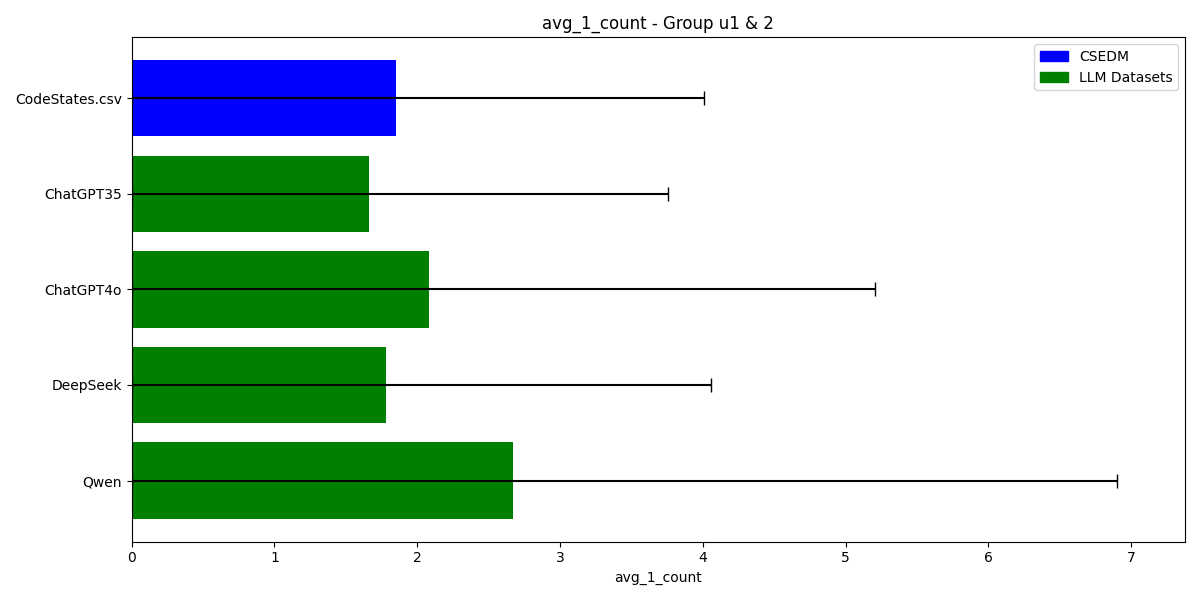 avg_1_count - Group u1 & 2
CSEDM
LLM Datasets
CodeStates.csv
ChatGPT35
ChatGPT4o
DeepSeek
Qwen
0 1 2 3 4 5 6 7
avg_1_count